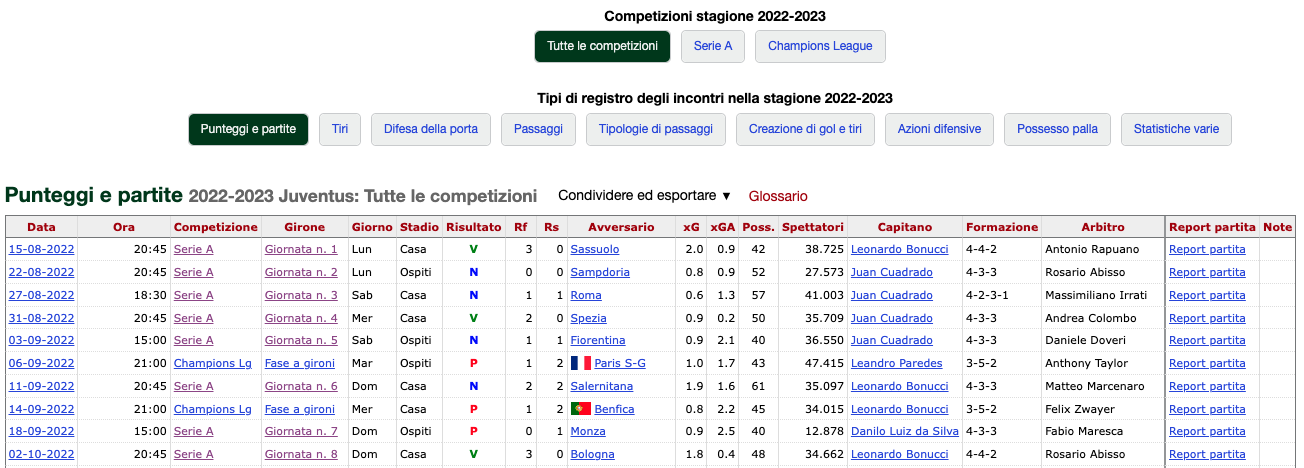 Competizioni stagione 2022-2023
Tutte le competizioni Serie A Champions League
Tipi di registro degli incontri nella stagione 2022-2023
Punteggi e partite Tiri Difesa della porta Passaggi Tipologie di passaggi Creazione di gol e tiri Azioni difensive Possesso palla Statistiche varie
Punteggi e partite 2022-2023 Juventus: Tutte le competizioni Condividere ed esportare ▼ Glossario
Data Ora Competizione Girone Giorno Stadio Risultato Rf Rs Avversario xG xGA Poss. Spettatori Capitano Formazione Arbitro Report partita Note
15-08-2022 20:45 Serie A Giornata n. 1 Lun Casa V 3 0 Sassuolo 2.0 0.9 42 38.725 Leonardo Bonucci 4-4-2 Antonio Rapuano Report partita
22-08-2022 20:45 Serie A Giornata n. 2 Lun Ospiti N 0 0 Sampdoria 0.8 0.9 52 27.573 Juan Cuadrado 4-3-3 Rosario Abisso Report partita
27-08-2022 18:30 Serie A Giornata n. 3 Sab Casa N 1 1 Roma 0.6 1.3 57 41.003 Juan Cuadrado 4-2-3-1 Massimiliano Irrati Report partita
31-08-2022 20:45 Serie A Giornata n. 4 Mer Casa V 2 0 Spezia 0.9 0.2 50 35.709 Juan Cuadrado 4-3-3 Andrea Colombo Report partita
03-09-2022 15:00 Serie A Giornata n. 5 Sab Ospiti N 1 1 Fiorentina 0.9 2.1 40 36.550 Juan Cuadrado 4-3-3 Daniele Doveri Report partita
06-09-2022 21:00 Champions Lg Fase a gironi Mar Ospiti P 1 2 Paris S-G 1.0 1.7 43 47.415 Leandro Paredes 3-5-2 Anthony Taylor Report partita
11-09-2022 20:45 Serie A Giornata n. 6 Dom Casa N 2 2 Salernitana 1.9 1.6 61 35.097 Leonardo Bonucci 4-3-3 Matteo Marcenaro Report partita
14-09-2022 21:00 Champions Lg Fase a gironi Mer Casa P 1 2 Benfica 0.8 2.2 45 34.015 Leonardo Bonucci 3-5-2 Felix Zwayer Report partita
18-09-2022 15:00 Serie A Giornata n. 7 Dom Ospiti P 0 1 Monza 0.9 2.5 40 12.878 Danilo Luiz da Silva 4-3-3 Fabio Maresca Report partita
02-10-2022 20:45 Serie A Giornata n. 8 Dom Casa V 3 0 Bologna 1.8 0.4 48 34.662 Leonardo Bonucci 4-4-2 Rosario Abisso Report partita